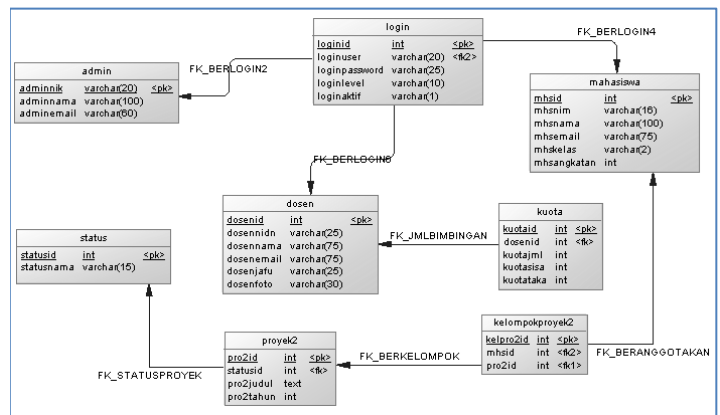 login
loginid int <pk>
loginuser varchar(20) <fk2>
loginpassword varchar(25)
loginlevel varchar(10)
loginaktif varchar(1)
FK_BERLOGIN4
FK_BERLOGIN2
admin
adminnik varchar(20) <pk>
adminnama varchar(100)
adminemail varchar(60)
mahasiswa
mhsid int <pk>
mhsnim varchar(16)
mhsnama varchar(100)
mhsemail varchar(75)
mhskelas varchar(2)
mhsangkatan int
dosen
dosenid int <pk>
dosennidn varchar(25)
dosennama varchar(75)
dosenemail varchar(75)
dosenjafu varchar(25)
dosenfoto varchar(30)
FK_JMLBIMBINGAN
kuota
kuotaid int <pk>
dosenid int <fk>
kuotajml int
kuotasisa int
kuotataka int
status
statusid int <pk>
statusnama varchar(15)
FK_STATUSPROYEK
proyek2
pro2id int <pk>
statusid int <fk>
pro2judul text
pro2tahun int
FK_BERKELOMPOK
kelompokproyek2
kelpro2id int <pk>
mhsid int <fk2>
pro2id int <fk1>
FK_BERANGGOTAKAN